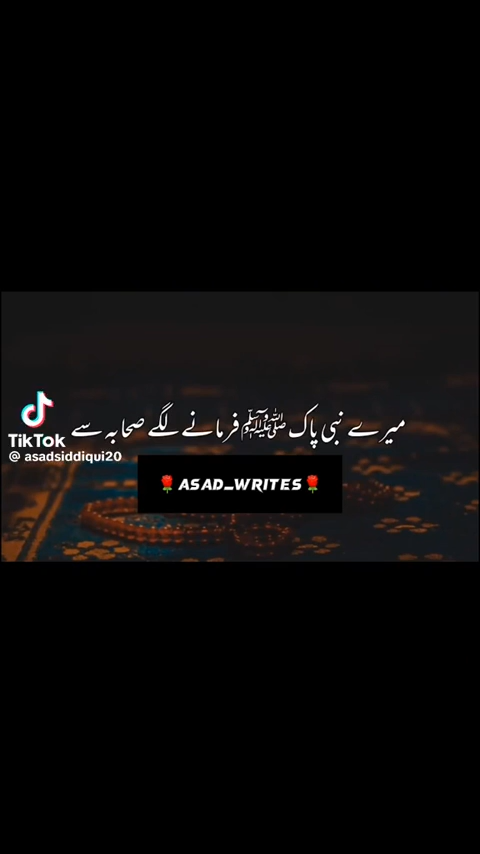 میرے نبی پاک ﷺ فرمانے لگے صحابہ سے
TikTok
@ asadsiddiqui20
🌹ASAD_WRITES🌹